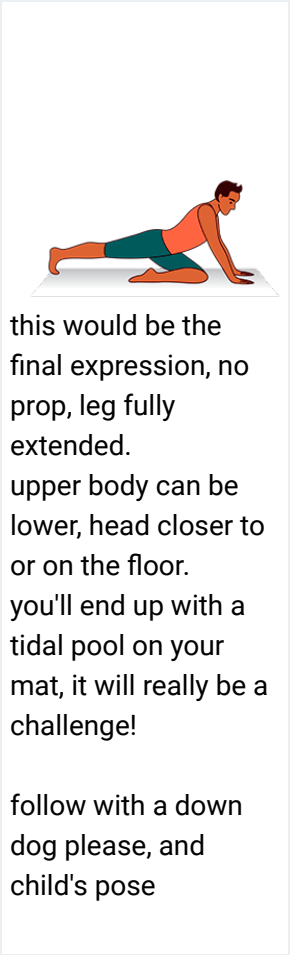 this would be the
final expression, no
prop, leg fully
extended.
upper body can be
lower, head closer to
or on the floor.
you'll end up with a
tidal pool on your
mat, it will really be a
challenge!

follow with a down
dog please, and
child's pose